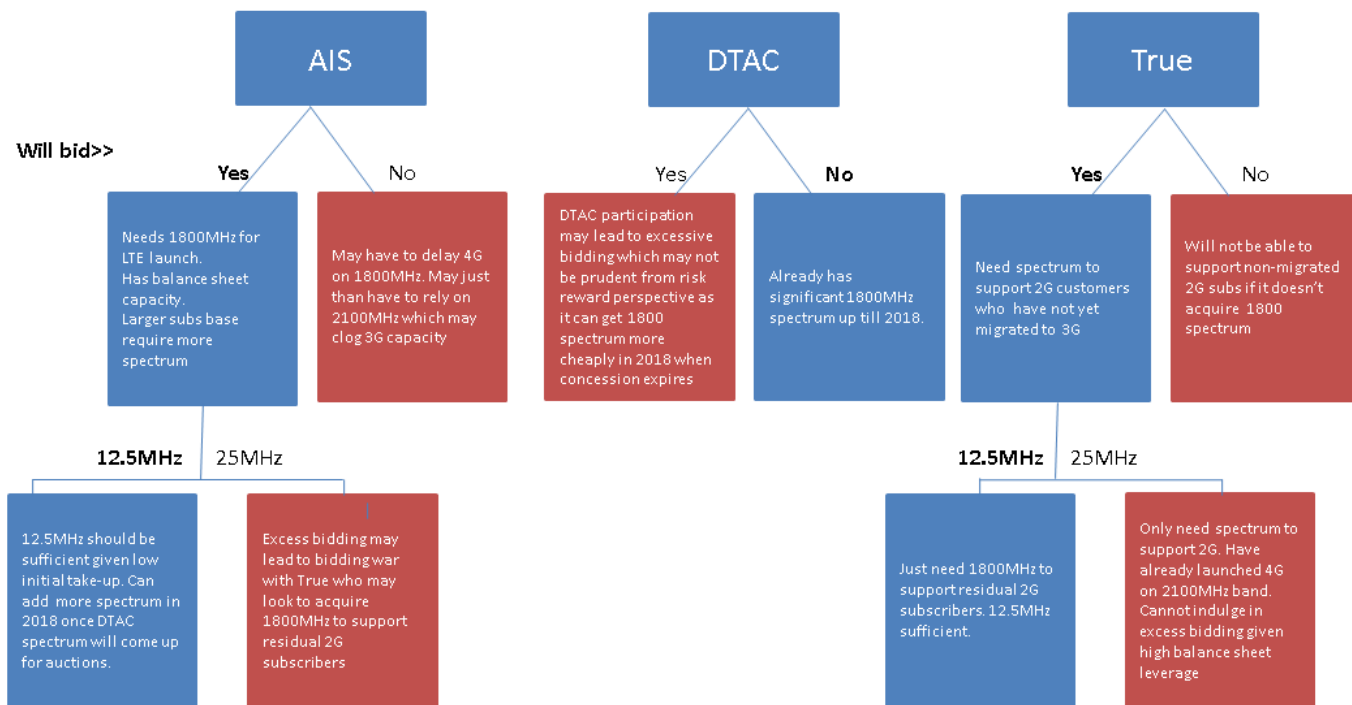 AIS
DTAC
True
Will bid>>
Yes
No
Yes
No
Yes
No
Needs 1800MHz for
LTE launch.
Has balance sheet
capacity.
Larger subs base
require more
spectrum
May have to delay 4G
on 1800MHz. May just
than have to rely on
2100MHz which may
clog 3G capacity
DTAC participation
may lead to excessive
bidding which may not
be prudent from risk
reward perspective as
it can get 1800
spectrum more
cheaply in 2018 when
concession expires
Already has
significant 1800MHz
spectrum up till 2018.
Need spectrum to
support 2G customers
who have not yet
migrated to 3G
Will not be able to
support non-migrated
2G subs if it doesn't
acquire 1800
spectrum
12.5MHz
25MHz
12.5MHz
25MHz
12.5MHz should be
sufficient given low
initial take-up. Can
add more spectrum in
2018 once DTAC
spectrum will come up
for auctions.
Excess bidding may
lead to bidding war
with True who may
look to acquire
1800MHz to support
residual 2G
subscribers
Just need 1800MHz to
support residual 2G
subscribers. 12.5MHz
sufficient.
Only need spectrum to
support 2G. Have
already launched 4G
on 2100MHz band.
Cannot indulge in
excess bidding given
high balance sheet
leverage